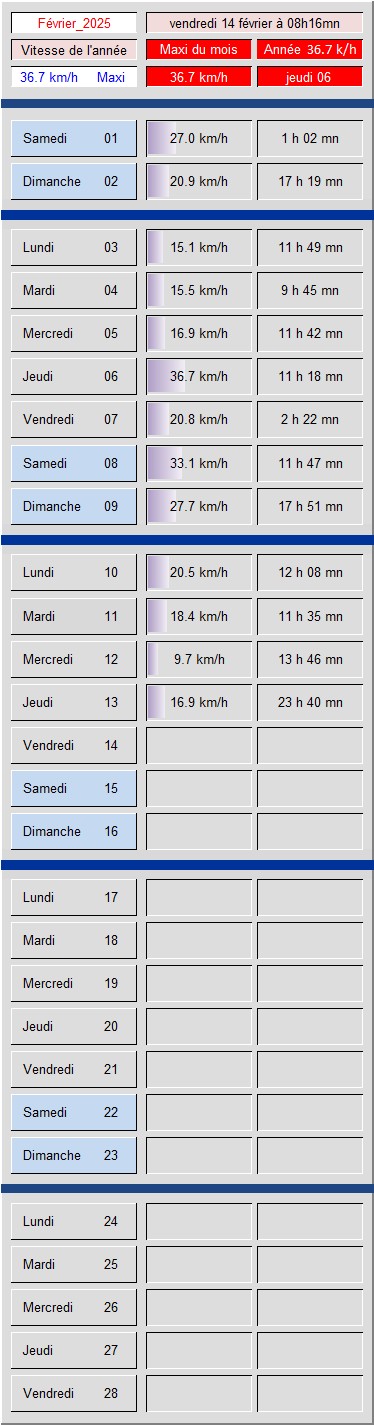 Février_2025 vendredi 14 février à 08h16mn
Vitesse de l'année Maxi du mois Année 36.7 k/h
36.7 km/h Maxi 36.7 km/h jeudi 06
Samedi 01 27.0 km/h 1 h 02 mn
Dimanche 02 20.9 km/h 17 h 19 mn
Lundi 03 15.1 km/h 11 h 49 mn
Mardi 04 15.5 km/h 9 h 45 mn
Mercredi 05 16.9 km/h 11 h 42 mn
Jeudi 06 36.7 km/h 11 h 18 mn
Vendredi 07 20.8 km/h 2 h 22 mn
Samedi 08 33.1 km/h 11 h 47 mn
Dimanche 09 27.7 km/h 17 h 51 mn
Lundi 10 20.5 km/h 12 h 08 mn
Mardi 11 18.4 km/h 11 h 35 mn
Mercredi 12 9.7 km/h 13 h 46 mn
Jeudi 13 16.9 km/h 23 h 40 mn
Vendredi 14
Samedi 15
Dimanche 16
Lundi 17
Mardi 18
Mercredi 19
Jeudi 20
Vendredi 21
Samedi 22
Dimanche 23
Lundi 24
Mardi 25
Mercredi 26
Jeudi 27
Vendredi 28